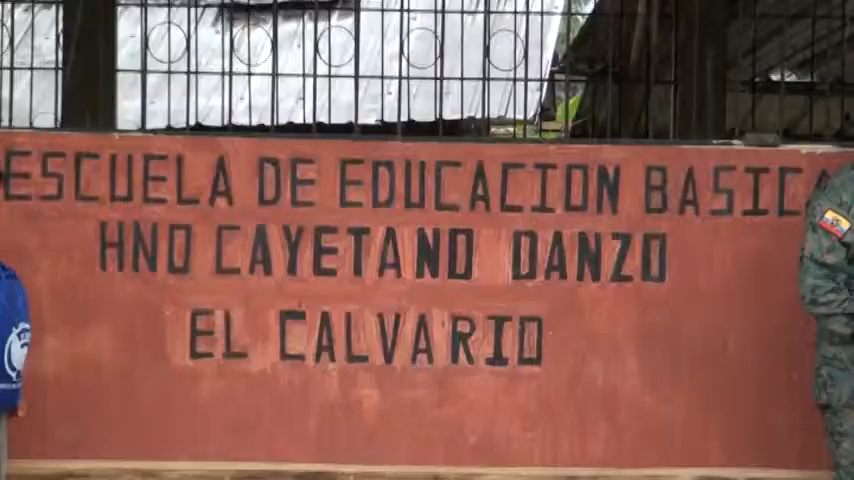 ESCUELA DE EDUCACION BASICA
HNO CAYETANO DANZO
EL CALVARIO